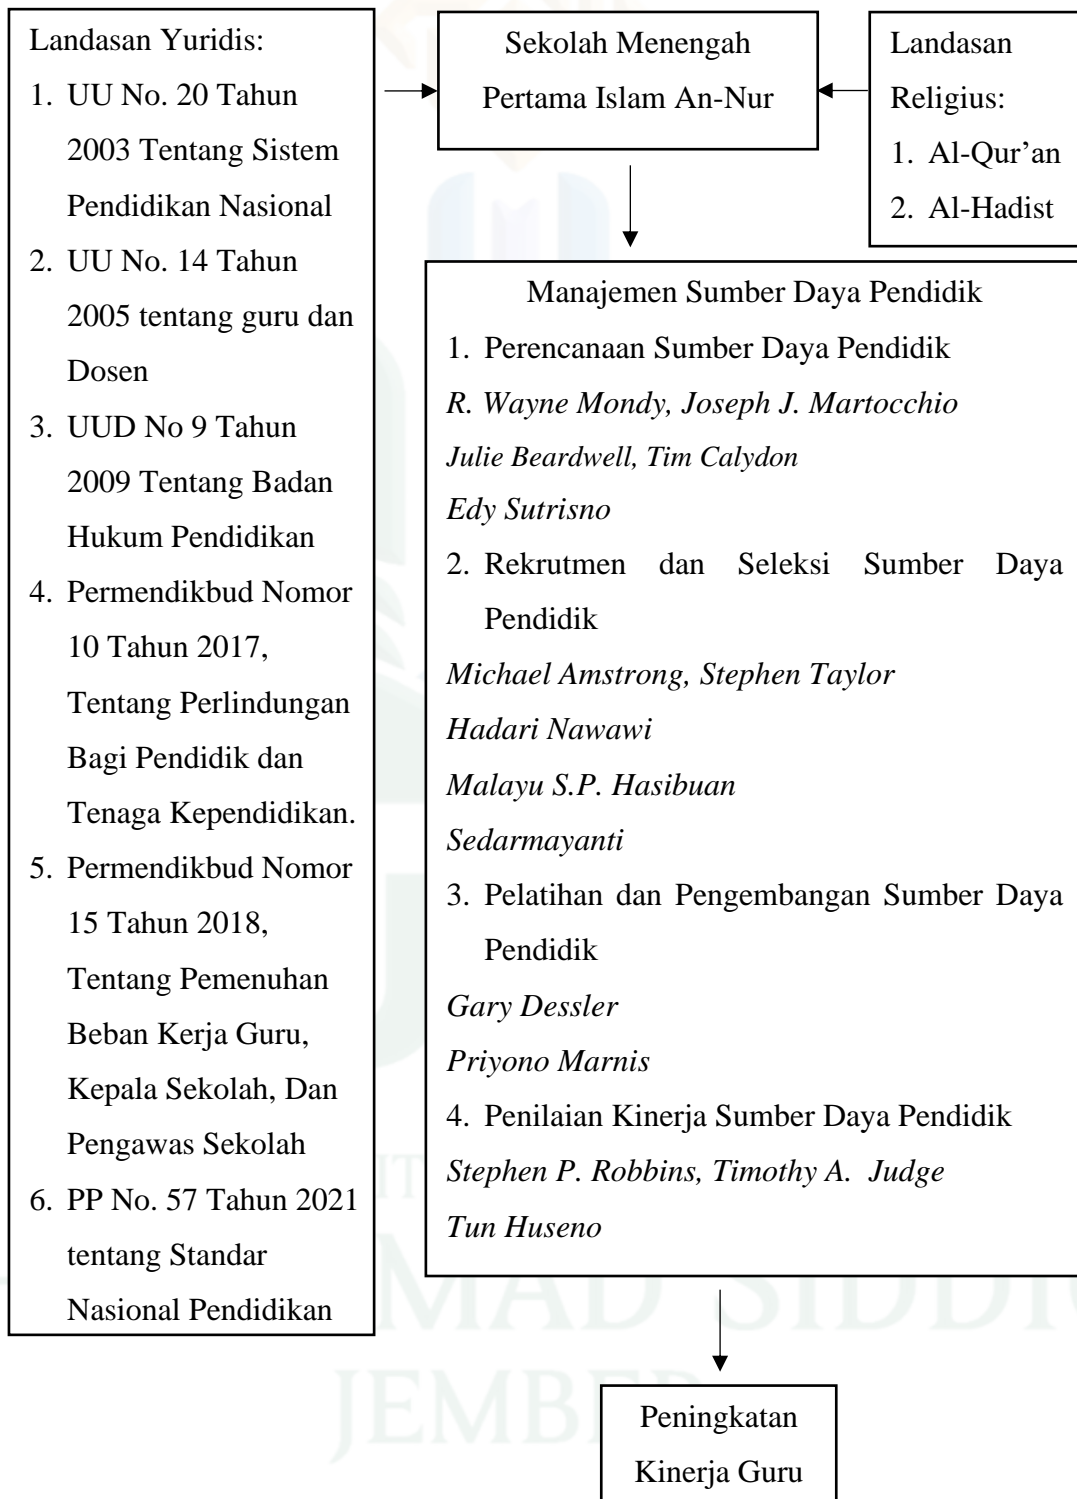 Landasan Yuridis:
1. UU No. 20 Tahun
2003 Tentang Sistem
Pendidikan Nasional
2. UU No. 14 Tahun
2005 tentang guru dan
Dosen
3. UUD No 9 Tahun
2009 Tentang Badan
Hukum Pendidikan
4. Permendikbud Nomor
10 Tahun 2017,
Tentang Perlindungan
Bagi Pendidik dan
Tenaga Kependidikan.
5. Permendikbud Nomor
15 Tahun 2018,
Tentang Pemenuhan
Beban Kerja Guru,
Kepala Sekolah, Dan
Pengawas Sekolah
6. PP No. 57 Tahun 2021
tentang Standar
Nasional Pendidikan
Sekolah Menengah
Pertama Islam An-Nur
Landasan
Religius:
1. Al-Qur’an
2. Al-Hadist
Manajemen Sumber Daya Pendidik
1. Perencanaan Sumber Daya Pendidik
R. Wayne Mondy, Joseph J. Martocchio
Julie Beardwell, Tim Calydon
Edy Sutrisno
2. Rekrutmen dan Seleksi Sumber Daya
Pendidik
Michael Amstrong, Stephen Taylor
Hadari Nawawi
Malayu S.P. Hasibuan
Sedarmayanti
3. Pelatihan dan Pengembangan Sumber Daya
Pendidik
Gary Dessler
Priyono Marnis
4. Penilaian Kinerja Sumber Daya Pendidik
Stephen P. Robbins, Timothy A. Judge
Tun Huseno
Peningkatan
Kinerja Guru
MAD SIDDI
JEMBER